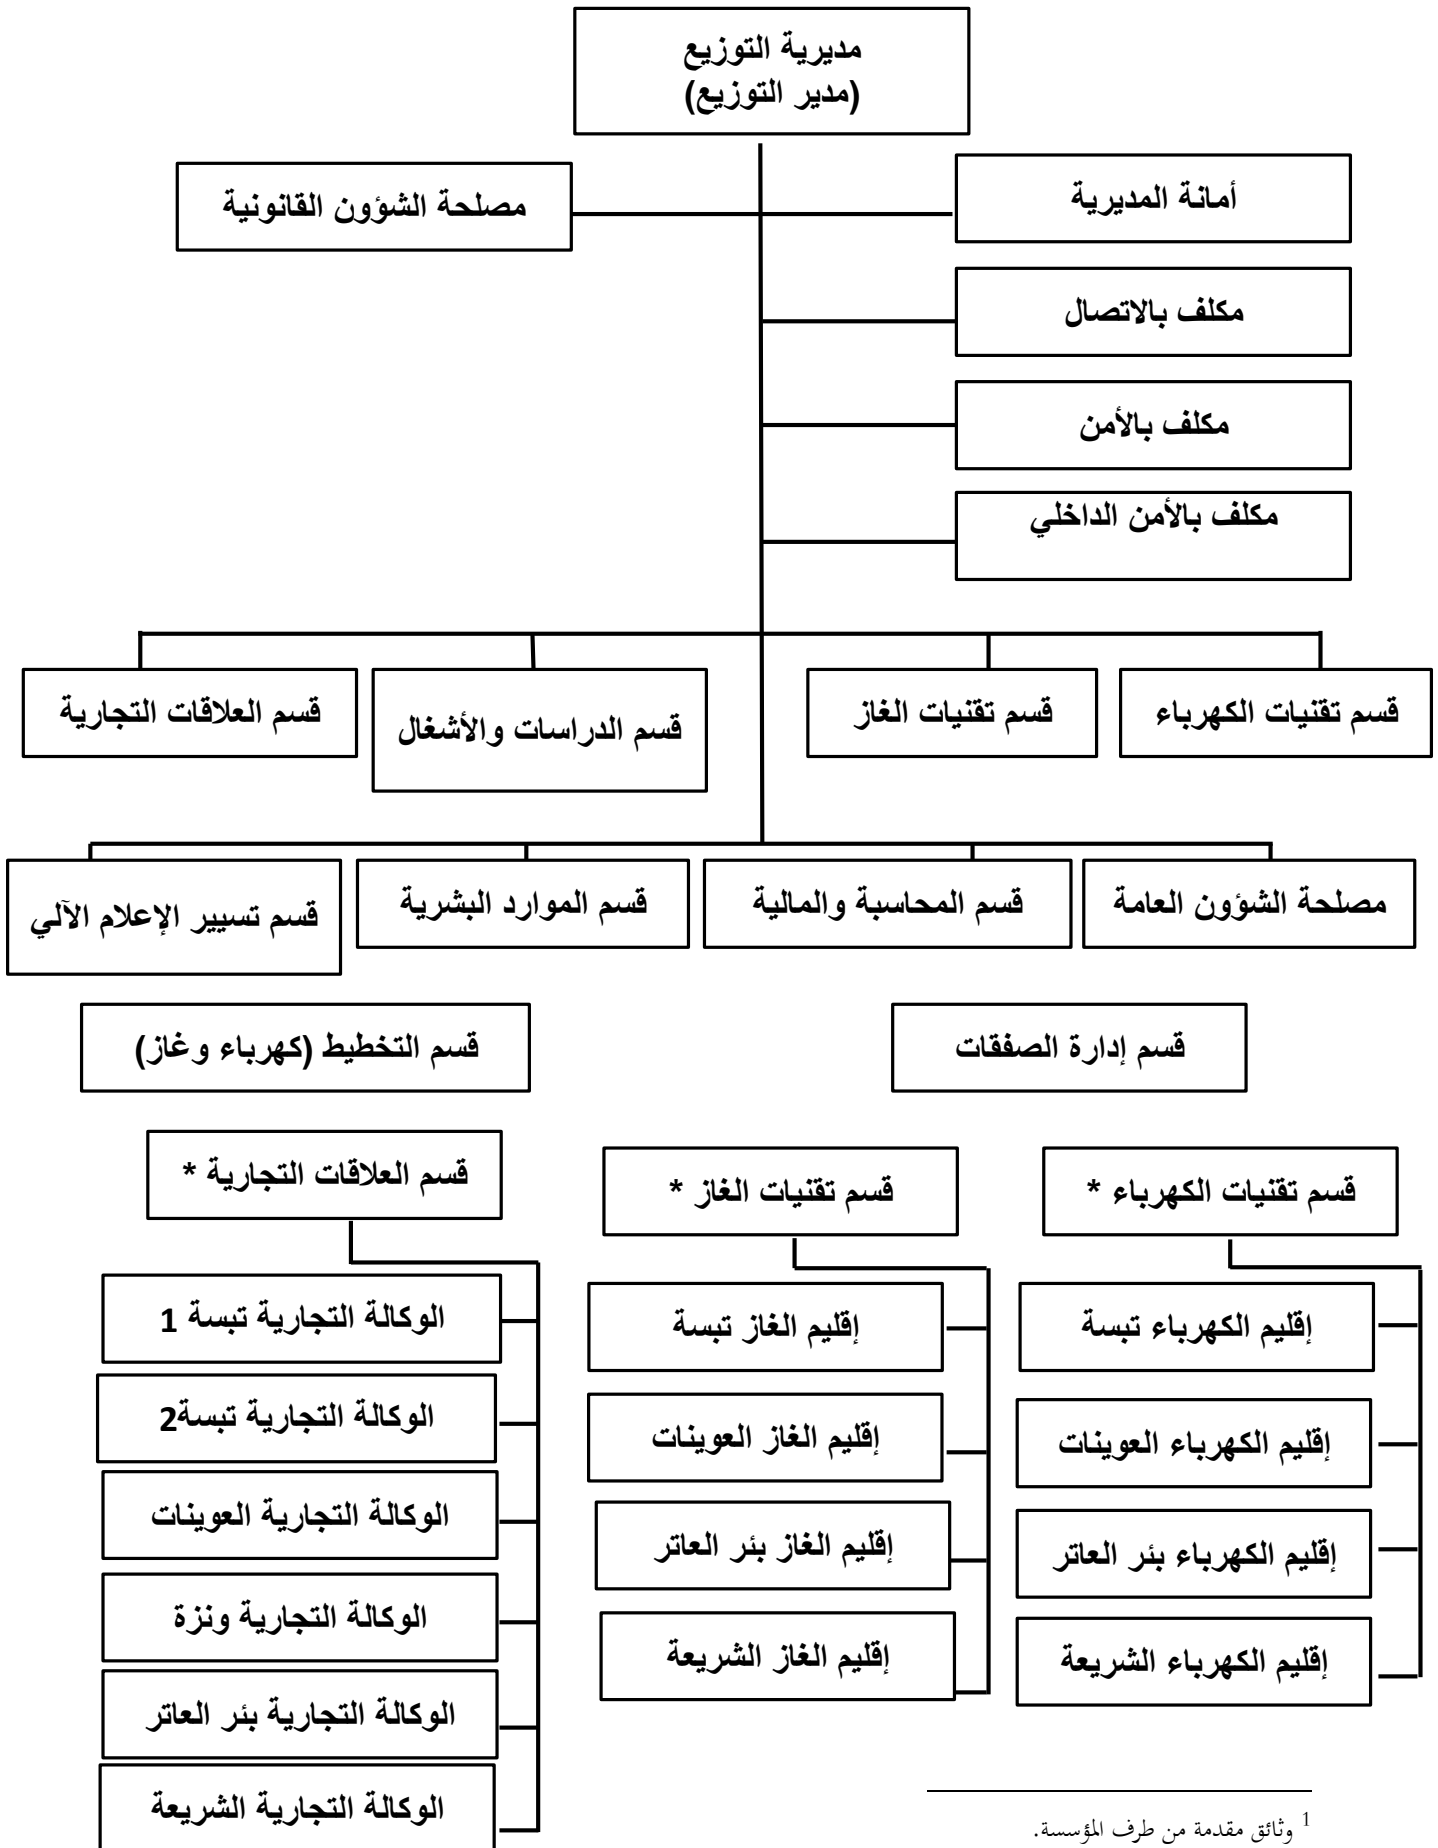 مديرية التوزيع
(مدير التوزيع)
أمانة المديرية
مصلحة الشؤون القانونية
مكلف بالاتصال
مكلف بالأمن
مكلف بالأمن الداخلي
قسم تقنيات الكهرباء
قسم تقنيات الغاز
قسم الدراسات والأشغال
قسم العلاقات التجارية
مصلحة الشؤون العامة
قسم المحاسبة والمالية
قسم الموارد البشرية
قسم تسيير الإعلام الآلي
قسم إدارة الصفقات
قسم التخطيط (كهرباء وغاز)
قسم تقنيات الكهرباء *
إقليم الكهرباء تبسة
إقليم الكهرباء العوينات
إقليم الكهرباء بئر العاتر
إقليم الكهرباء الشريعة
قسم تقنيات الغاز *
إقليم الغاز تبسة
إقليم الغاز العوينات
إقليم الغاز بئر العاتر
إقليم الغاز الشريعة
قسم العلاقات التجارية *
الوكالة التجارية تبسة 1
الوكالة التجارية تبسة2
الوكالة التجارية العوينات
الوكالة التجارية ونزة
الوكالة التجارية بئر العاتر
الوكالة التجارية الشريعة
1 وثائق مقدمة من طرف المؤسسة.